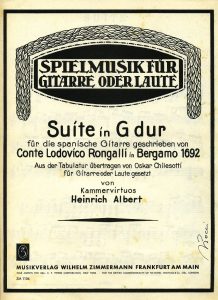 SPIELMUSIK FÜR
GITARRE ODER LAUTE
Suite in G dur
für die spanische Gitarre geschrieben von
Conte Lodovico Rongalli in Bergamo 1692
Aus der Tabulatur übertragen von Oskar Chilesotti
für Gitarre oder Laute gesetzt
von
Kammervirtuos
Heinrich Albert
MUSIKVERLAG WILHELM ZIMMERMANN FRANKFURT AM MAIN